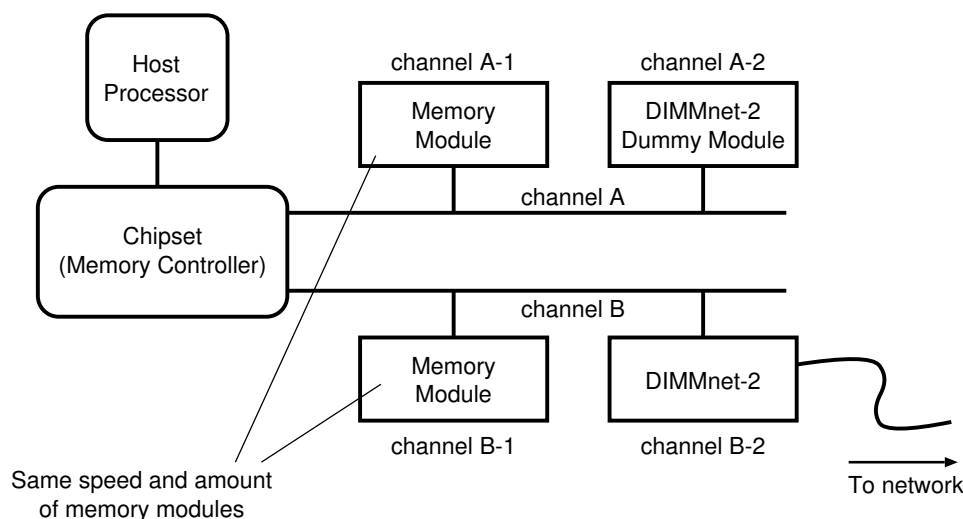 Host
Processor
channel A-1
channel A-2
Memory
Module
DIMMnet-2
Dummy Module
channel A
Chipset
(Memory Controller)
channel B
Memory
Module
DIMMnet-2
channel B-1
channel B-2
Same speed and amount
of memory modules
To network